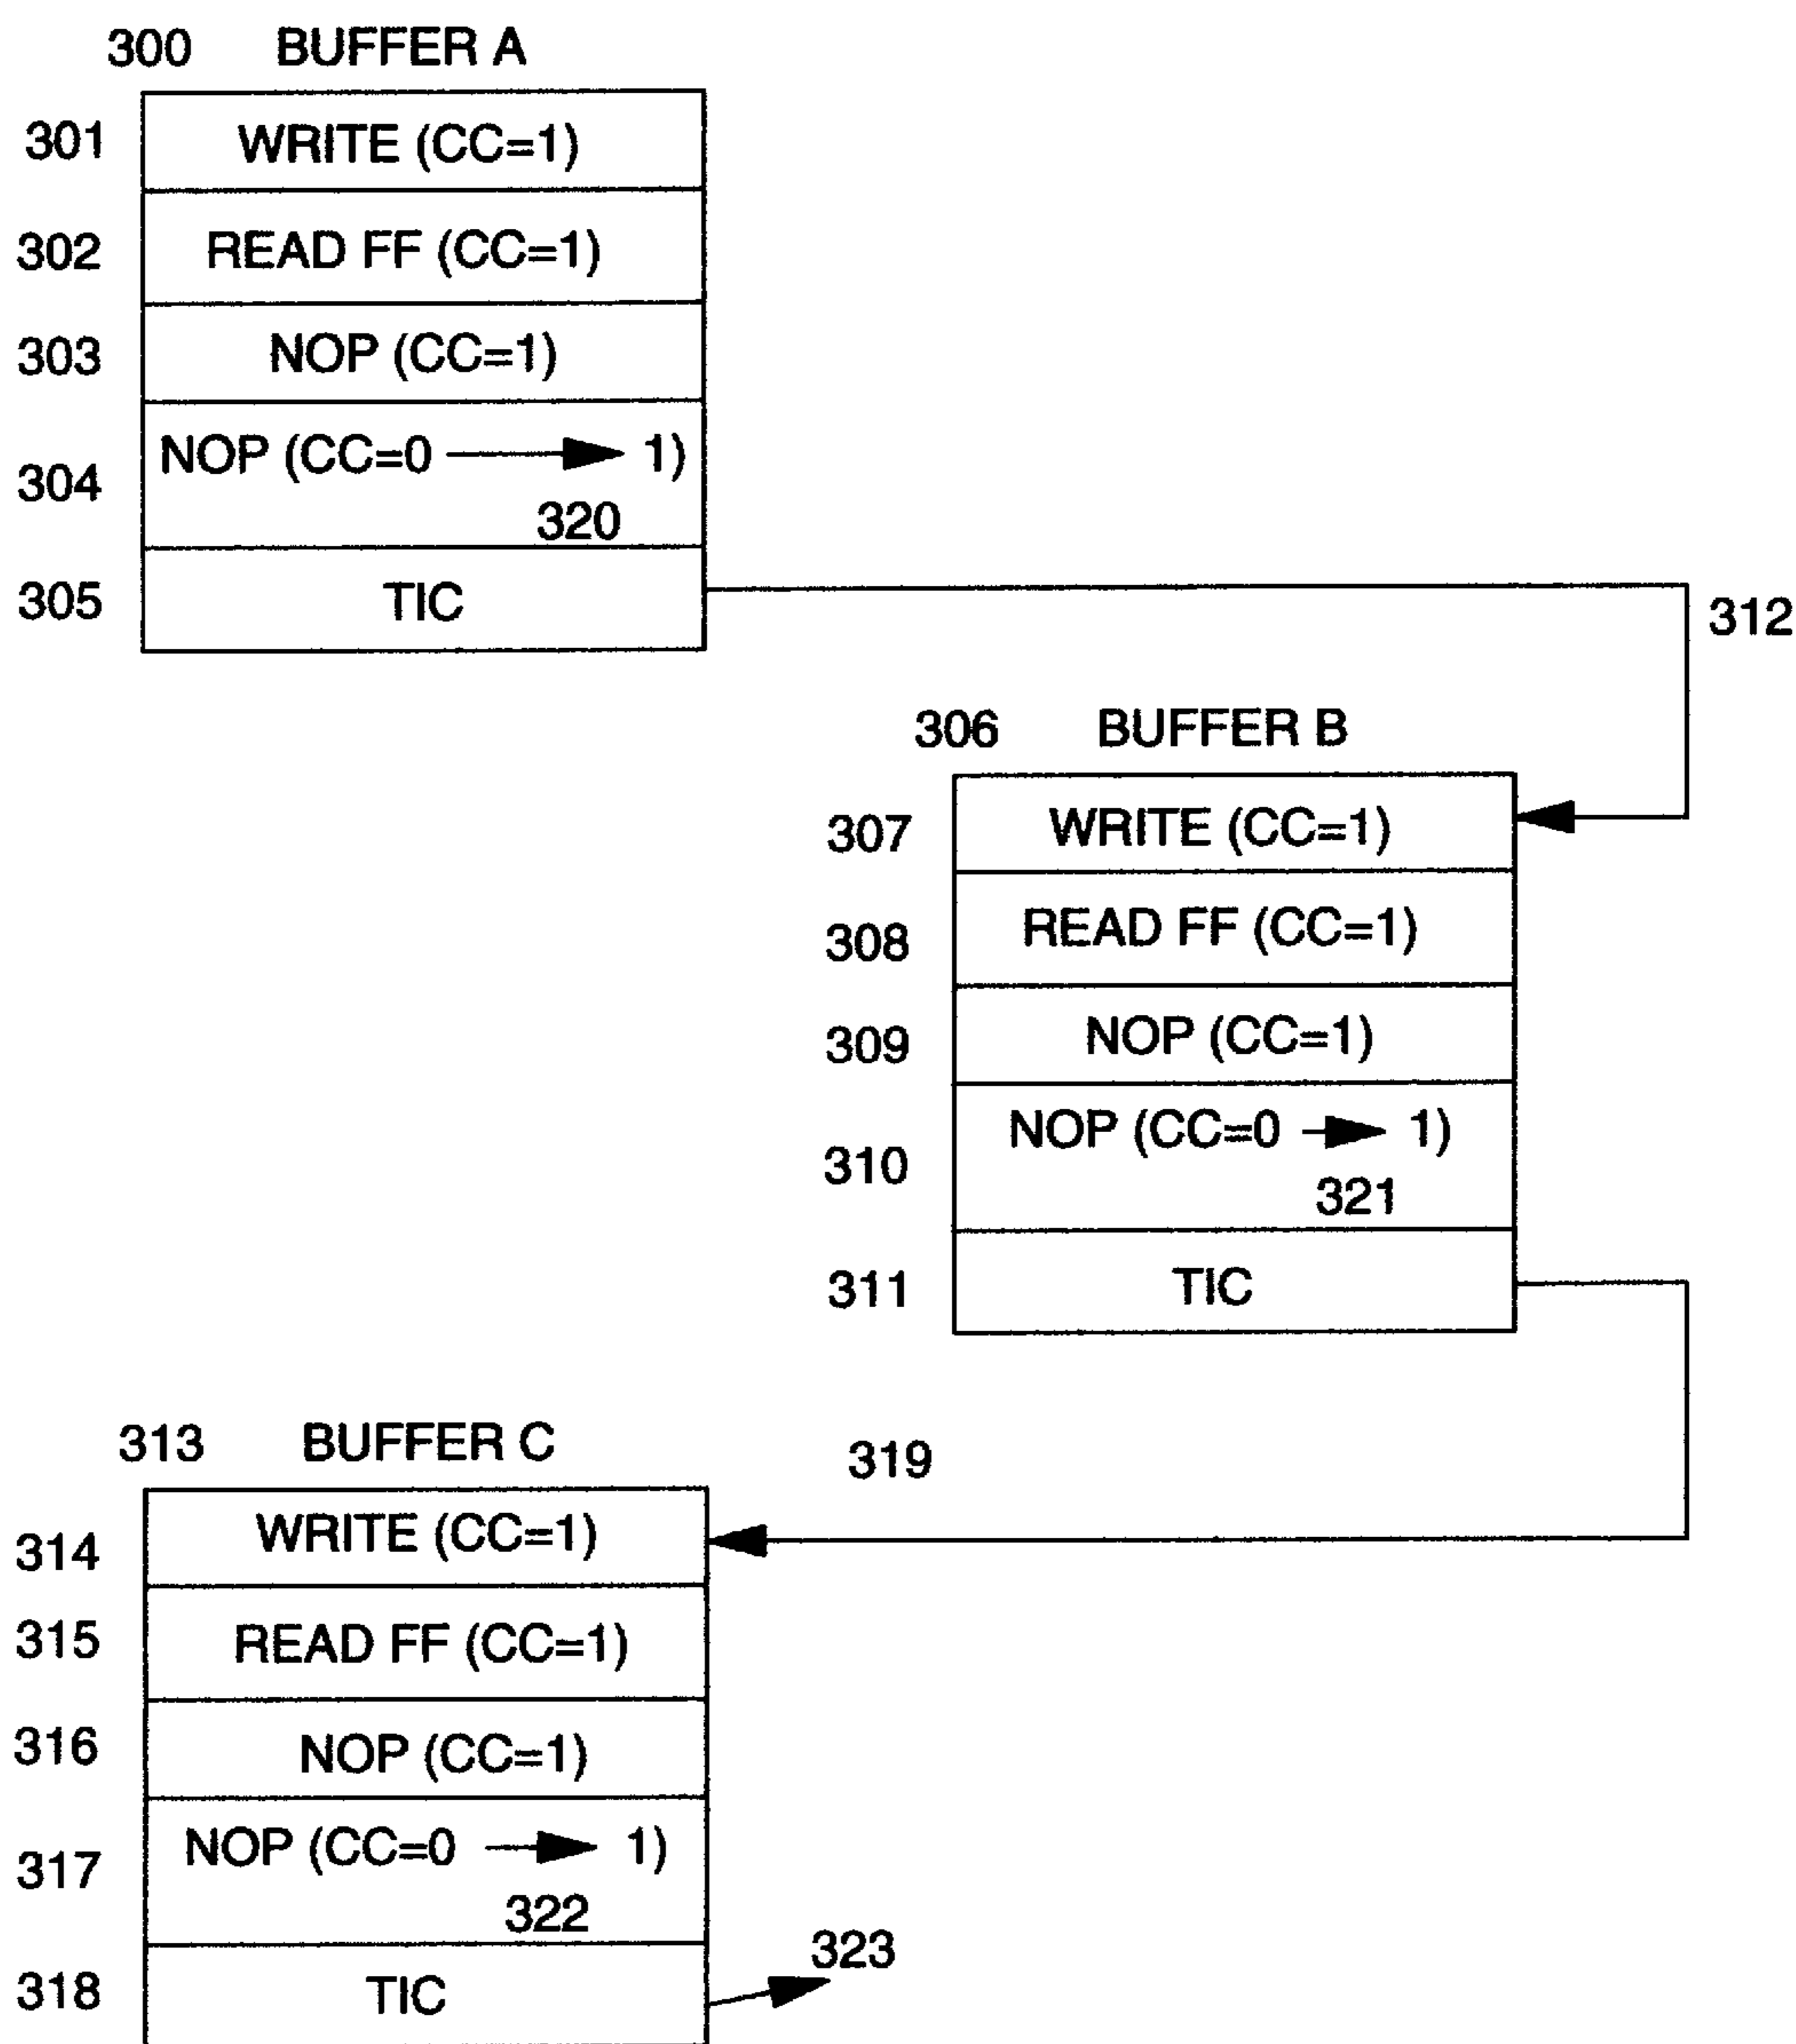 300 BUFFER A
301 WRITE (CC=1)
302 READ FF (CC=1)
303 NOP (CC=1)
304 NOP (CC=0 1)
320
305 TIC
312
306 BUFFER B
307 WRITE (CC=1)
308 READ FF (CC=1)
309 NOP (CC=1)
310 NOP (CC=0 1)
321
311 TIC
313 BUFFER C
319
314 WRITE (CC=1)
315 READ FF (CC=1)
316 NOP (CC=1)
317 NOP (CC=0 1)
322
323
318 TIC